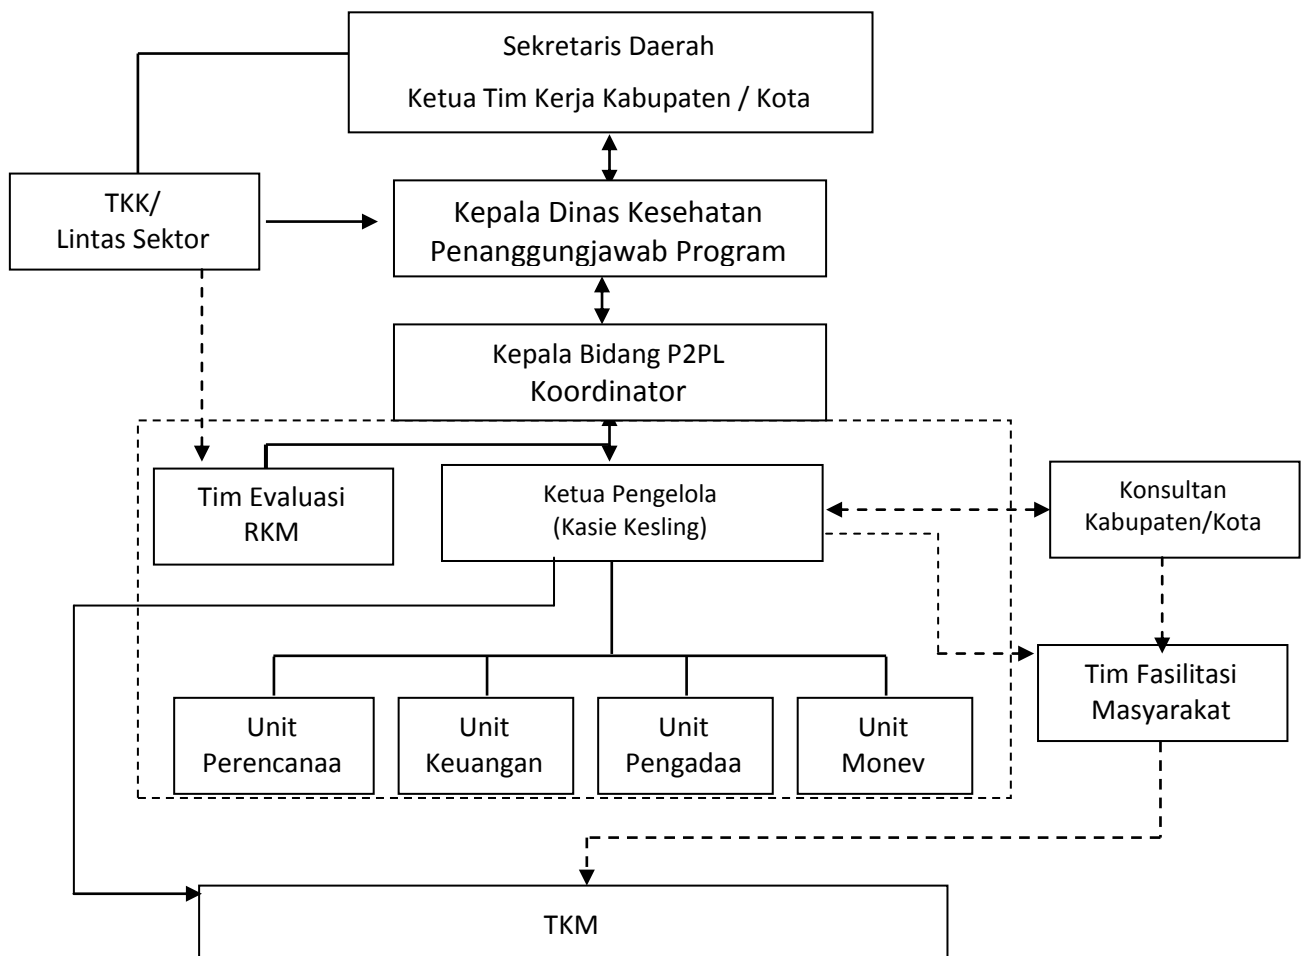 Sekretaris Daerah
Ketua Tim Kerja Kabupaten / Kota
TKK/
Lintas Sektor
Kepala Dinas Kesehatan
Penanggungjawab Program
Kepala Bidang P2PL
Koordinator
Tim Evaluasi
RKM
Ketua Pengelola
(Kasie Kesling)
Konsultan
Kabupaten/Kota
Tim Fasilitasi
Masyarakat
Unit
Perencanaa
Unit
Keuangan
Unit
Pengadaa
Unit
Monev
TKM